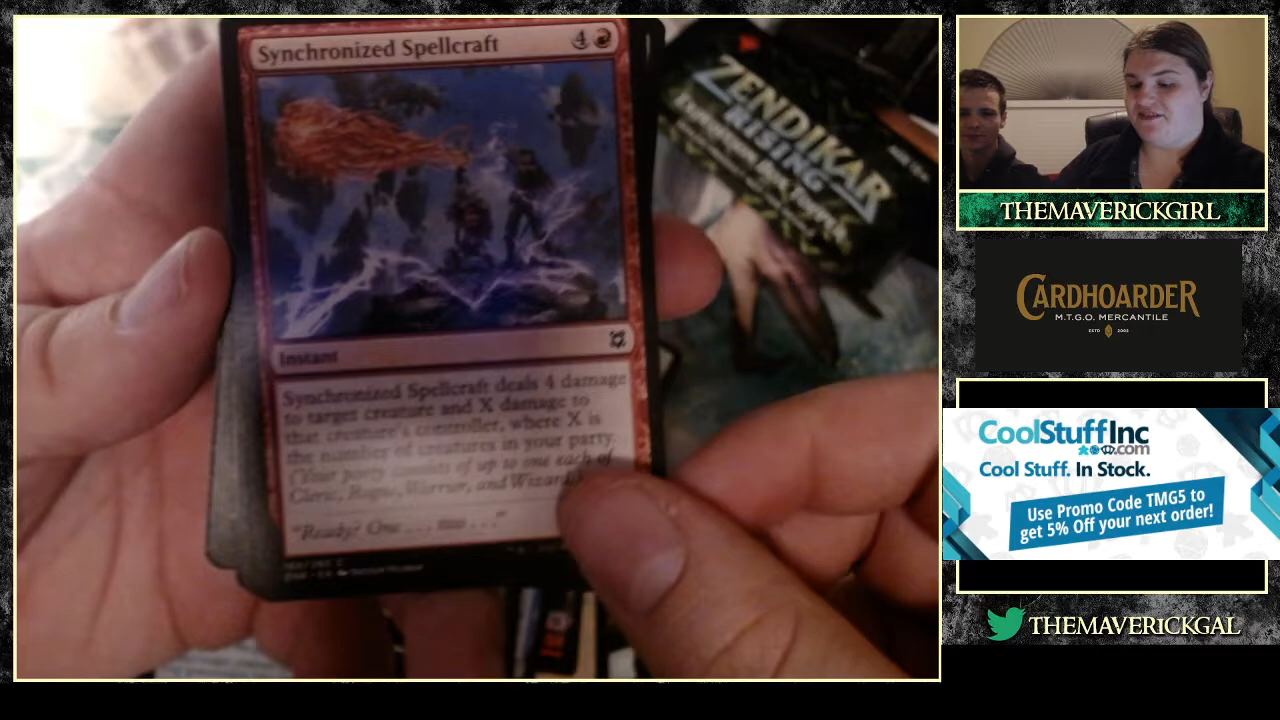 Synchronized Spellcraft 4
Instant
Synchronized Spellcraft deals 4 damage
to target creature and X damage to
that creature's controller, where X is
the number of creatures in your party.
(Your party consists of up to one each of
Cleric, Rogue, Warrior, and Wizard.)
"Ready? One . . . two . . ."
ZENDIKAR
RISING
THEMAVERICKGIRL
CARDHOARDER
M.T.G.O. MERCANTILE
ESTD 2002
CoolStuffInc
.com
Cool Stuff. In Stock.
Use Promo Code TMG5 to
get 5% Off your next order!
THEMAVERICKGAL